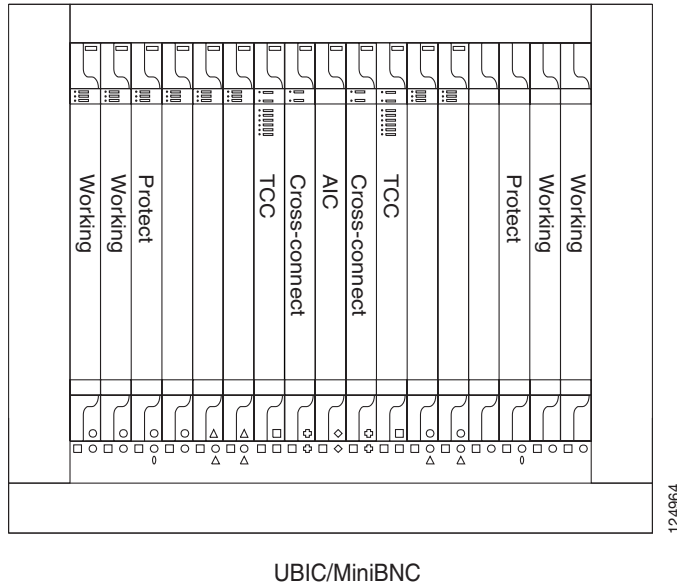 Working
Working
Protect
TCC
Cross-connect
AIC
Cross-connect
TCC
Protect
Working
Working
124964
UBIC/MiniBNC